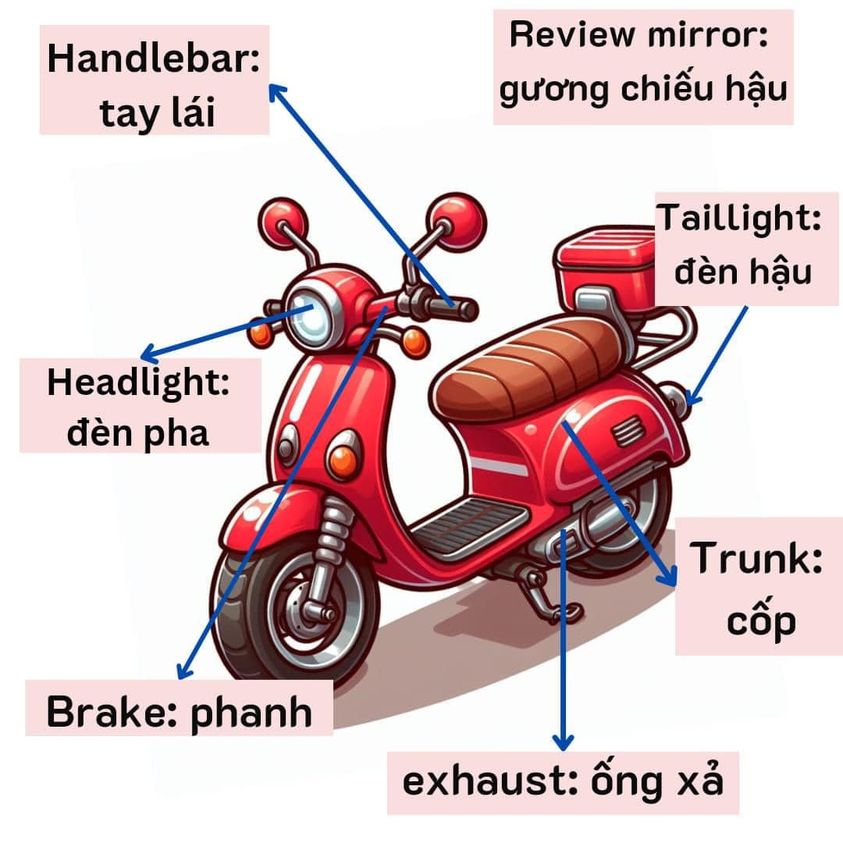 Handlebar:
tay lái
Review mirror:
gương chiếu hậu
Taillight:
đèn hậu
Headlight:
đèn pha
Trunk:
cốp
Brake: phanh
exhaust: ống xả